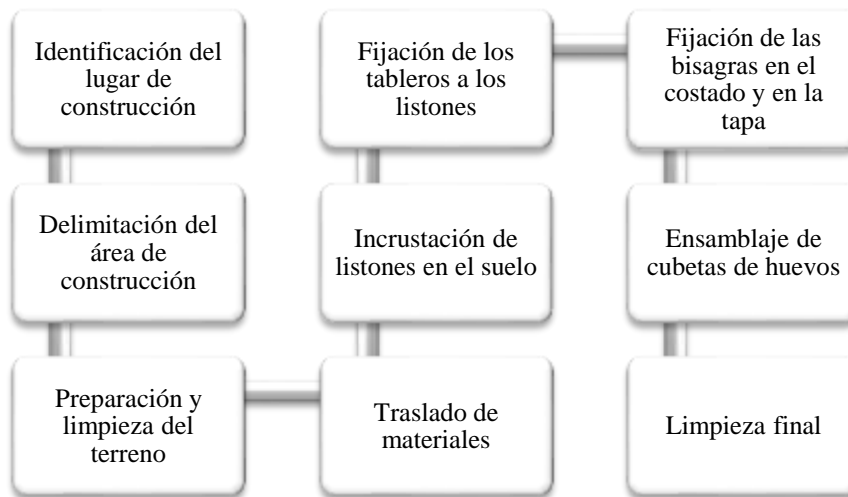 Identificación del
lugar de
construcción
Delimitación del
área de
construcción
Preparación y
limpieza del
terreno
Traslado de
materiales
Incrustación de
listones en el suelo
Fijación de los
tableros a los
listones
Fijación de las
bisagras en el
costado y en la
tapa
Ensamblaje de
cubetas de huevos
Limpieza final